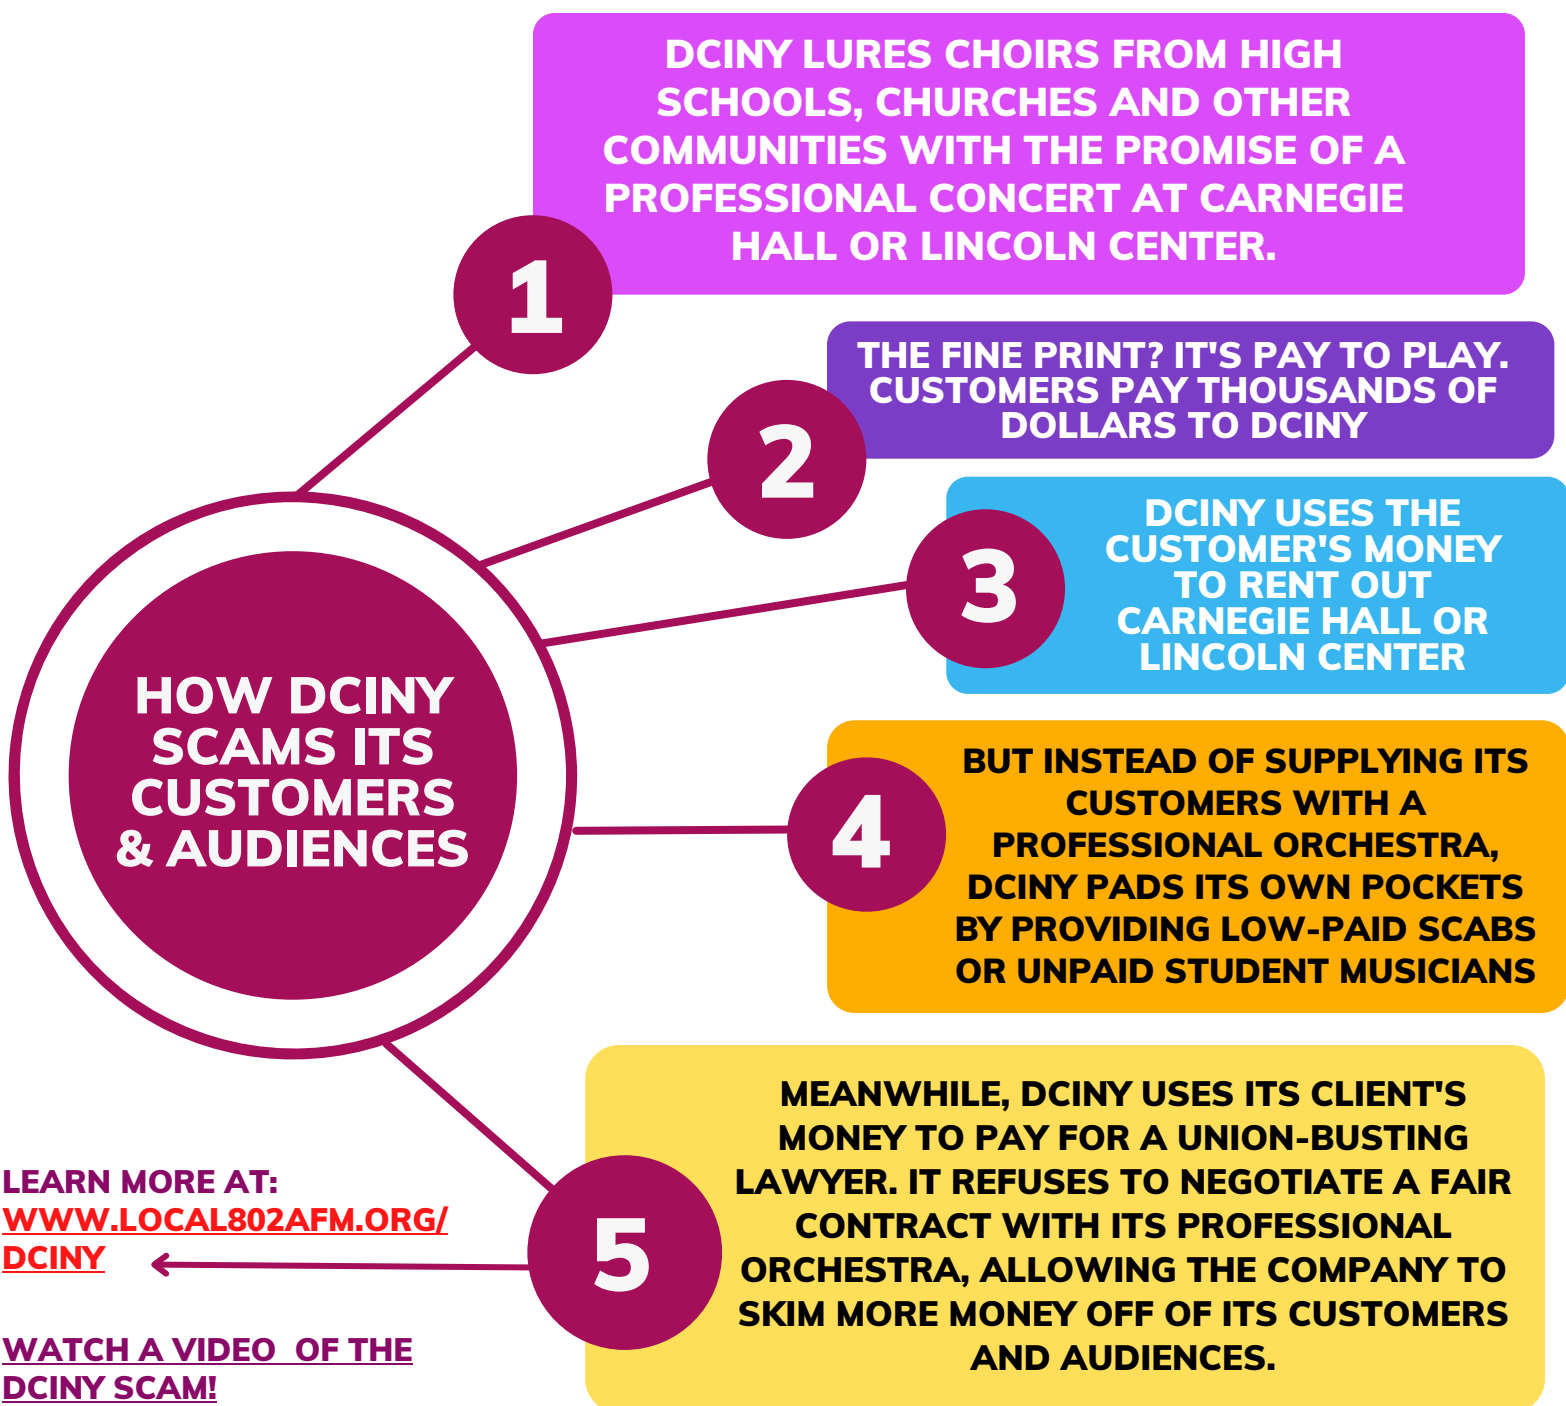 DCINY LURES CHOIRS FROM HIGH
SCHOOLS, CHURCHES AND OTHER
COMMUNITIES WITH THE PROMISE OF A
PROFESSIONAL CONCERT AT CARNEGIE
HALL OR LINCOLN CENTER.
1
THE FINE PRINT? IT'S PAY TO PLAY.
CUSTOMERS PAY THOUSANDS OF
DOLLARS TO DCINY
2
DCINY USES THE
CUSTOMER'S MONEY
TO RENT OUT
CARNEGIE HALL OR
LINCOLN CENTER
3
HOW DCINY
SCAMS ITS
CUSTOMERS
& AUDIENCES
BUT INSTEAD OF SUPPLYING ITS
CUSTOMERS WITH A
PROFESSIONAL ORCHESTRA,
DCINY PADS ITS OWN POCKETS
BY PROVIDING LOW-PAID SCABS
OR UNPAID STUDENT MUSICIANS
4
MEANWHILE, DCINY USES ITS CLIENT'S
MONEY TO PAY FOR A UNION-BUSTING
LAWYER. IT REFUSES TO NEGOTIATE A FAIR
CONTRACT WITH ITS PROFESSIONAL
ORCHESTRA, ALLOWING THE COMPANY TO
SKIM MORE MONEY OFF OF ITS CUSTOMERS
AND AUDIENCES.
5
LEARN MORE AT:
WWW.LOCAL802AFM.ORG/
DCINY
WATCH A VIDEO OF THE
DCINY SCAM!